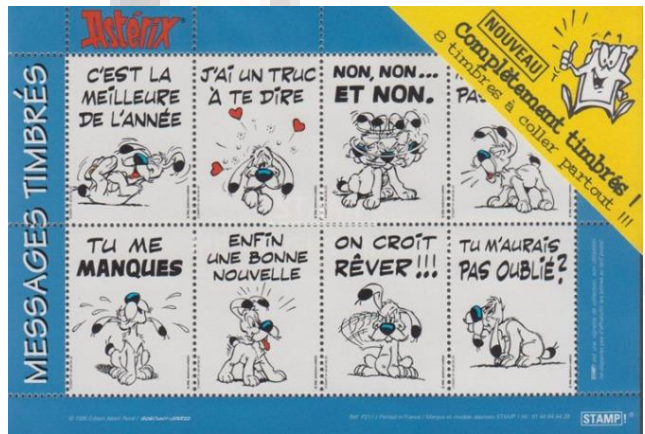 Astérix
MESSAGES TIMBRÉS
NOUVEAU
Complètement timbrés !
8 timbres à coller partout !!!
C'EST LA
MEILLEURE
DE L'ANNÉE
J'AI UN TRUC
À TE DIRE
NON, NON...
ET NON.
PAS
TU ME
MANQUES
ENFIN
UNE BONNE
NOUVELLE
ON CROIT
RÊVER!!!
TU M'AURAIS
PAS OUBLIÉ?
STAMP!